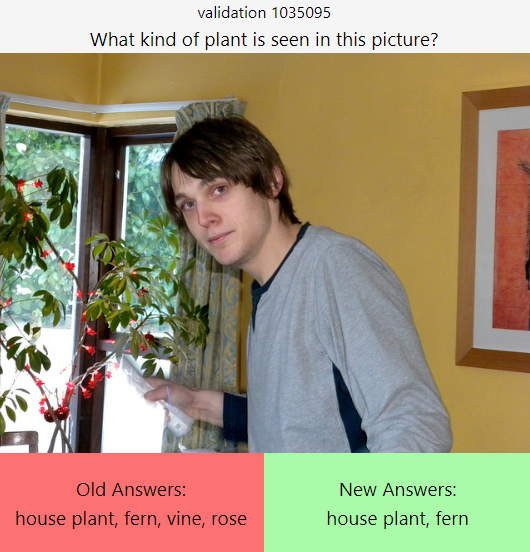 validation 1035095
What kind of plant is seen in this picture?
Old Answers:
house plant, fern, vine, rose
New Answers:
house plant, fern